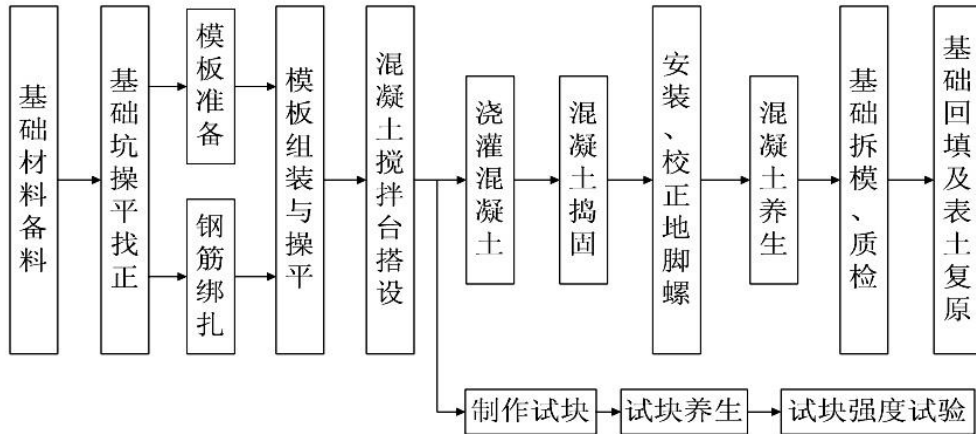 基础材料备料
基础坑操平找正
模板准备
钢筋绑扎
模板组装与操平
混凝土搅拌台搭设
浇灌混凝土
混凝土捣固
安装、校正地脚螺
混凝土养生
基础拆模、质检
基础回填及表土复原
制作试块
试块养生
试块强度试验